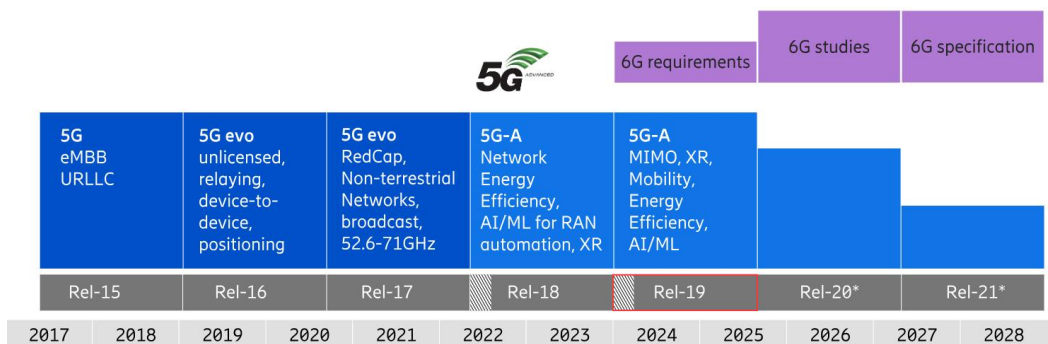 5G
ADVANCED
6G requirements
6G studies
6G specification
5G
eMBB
URLLC
5G evo
unlicensed,
relaying,
device-to-
device,
positioning
5G evo
RedCap,
Non-terrestrial
Networks,
broadcast,
52.6-71GHz
5G-A
Network
Energy
Efficiency,
AI/ML for RAN
automation, XR
5G-A
MIMO, XR,
Mobility,
Energy
Efficiency,
AI/ML
Rel-15
Rel-16
Rel-17
Rel-18
Rel-19
Rel-20*
Rel-21*
2017
2018
2019
2020
2021
2022
2023
2024
2025
2026
2027
2028